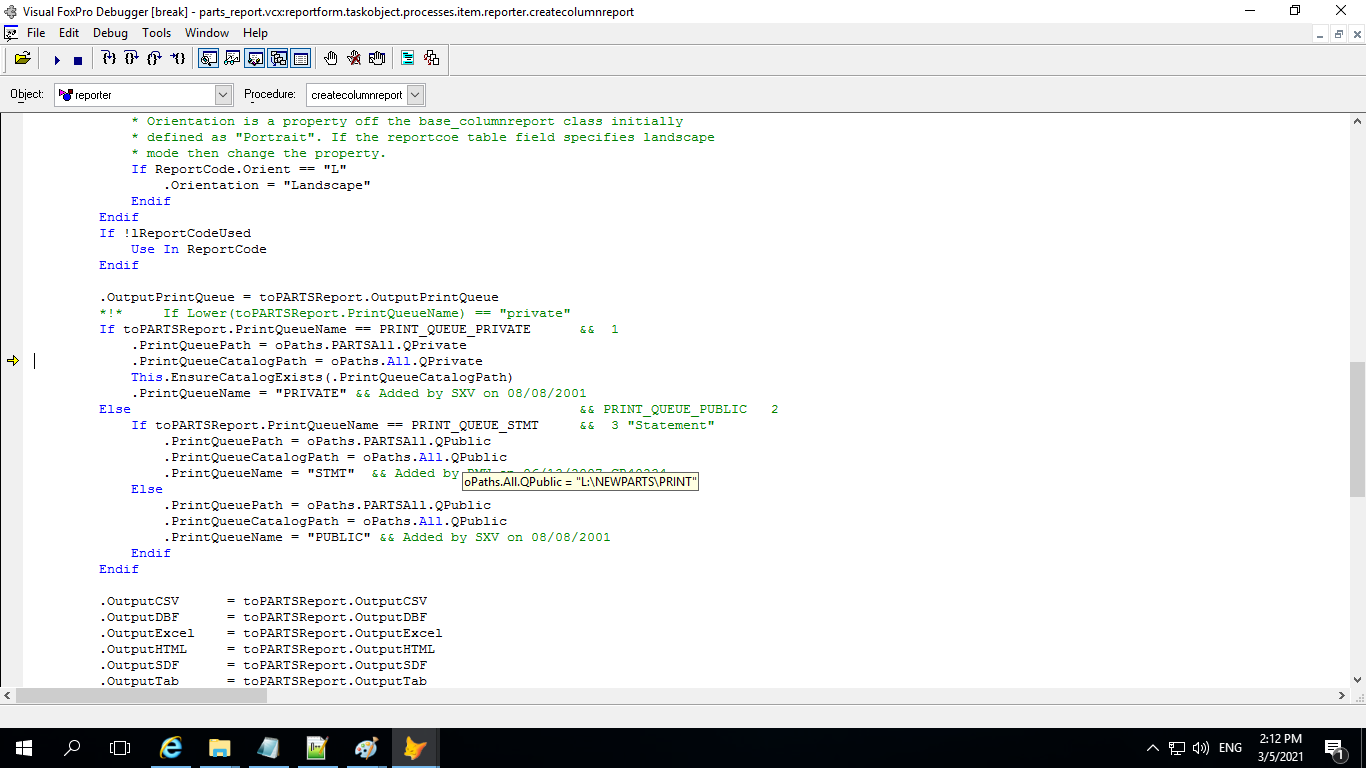 Visual FoxPro Debugger [break] - parts_report.vcx:reportform.taskobject.processes.item.reporter.createcolumnreport
File Edit Debug Tools Window Help
Object: reporter Procedure: createcolumnreport
* Orientation is a property off the base_columnreport class initially
* defined as "Portrait". If the reportcoe table field specifies landscape
* mode then change the property.
If ReportCode.Orient == "L"
.Orientation = "Landscape"
Endif
Endif
If !lReportCodeUsed
Use In ReportCode
Endif
.OutputPrintQueue = toPARTSReport.OutputPrintQueue
*!* If Lower(toPARTSReport.PrintQueueName) == "private"
If toPARTSReport.PrintQueueName == PRINT_QUEUE_PRIVATE && 1
.PrintQueuePath = oPaths.PARTSAll.QPrivate
.PrintQueueCatalogPath = oPaths.All.QPrivate
This.EnsureCatalogExists(.PrintQueueCatalogPath)
.PrintQueueName = "PRIVATE" && Added by SXV on 08/08/2001
Else && PRINT_QUEUE_PUBLIC 2
If toPARTSReport.PrintQueueName == PRINT_QUEUE_STMT && 3 "Statement"
.PrintQueuePath = oPaths.PARTSAll.QPublic
.PrintQueueCatalogPath = oPaths.All.QPublic
.PrintQueueName = "STMT" && Added by
oPaths.All.QPublic = "L:\NEWPARTS\PRINT"
Else
.PrintQueuePath = oPaths.PARTSAll.QPublic
.PrintQueueCatalogPath = oPaths.All.QPublic
.PrintQueueName = "PUBLIC" && Added by SXV on 08/08/2001
Endif
Endif
.OutputCSV = toPARTSReport.OutputCSV
.OutputDBF = toPARTSReport.OutputDBF
.OutputExcel = toPARTSReport.OutputExcel
.OutputHTML = toPARTSReport.OutputHTML
.OutputSDF = toPARTSReport.OutputSDF
.OutputTab = toPARTSReport.OutputTab
ENG
2:12 PM
3/5/2021
1